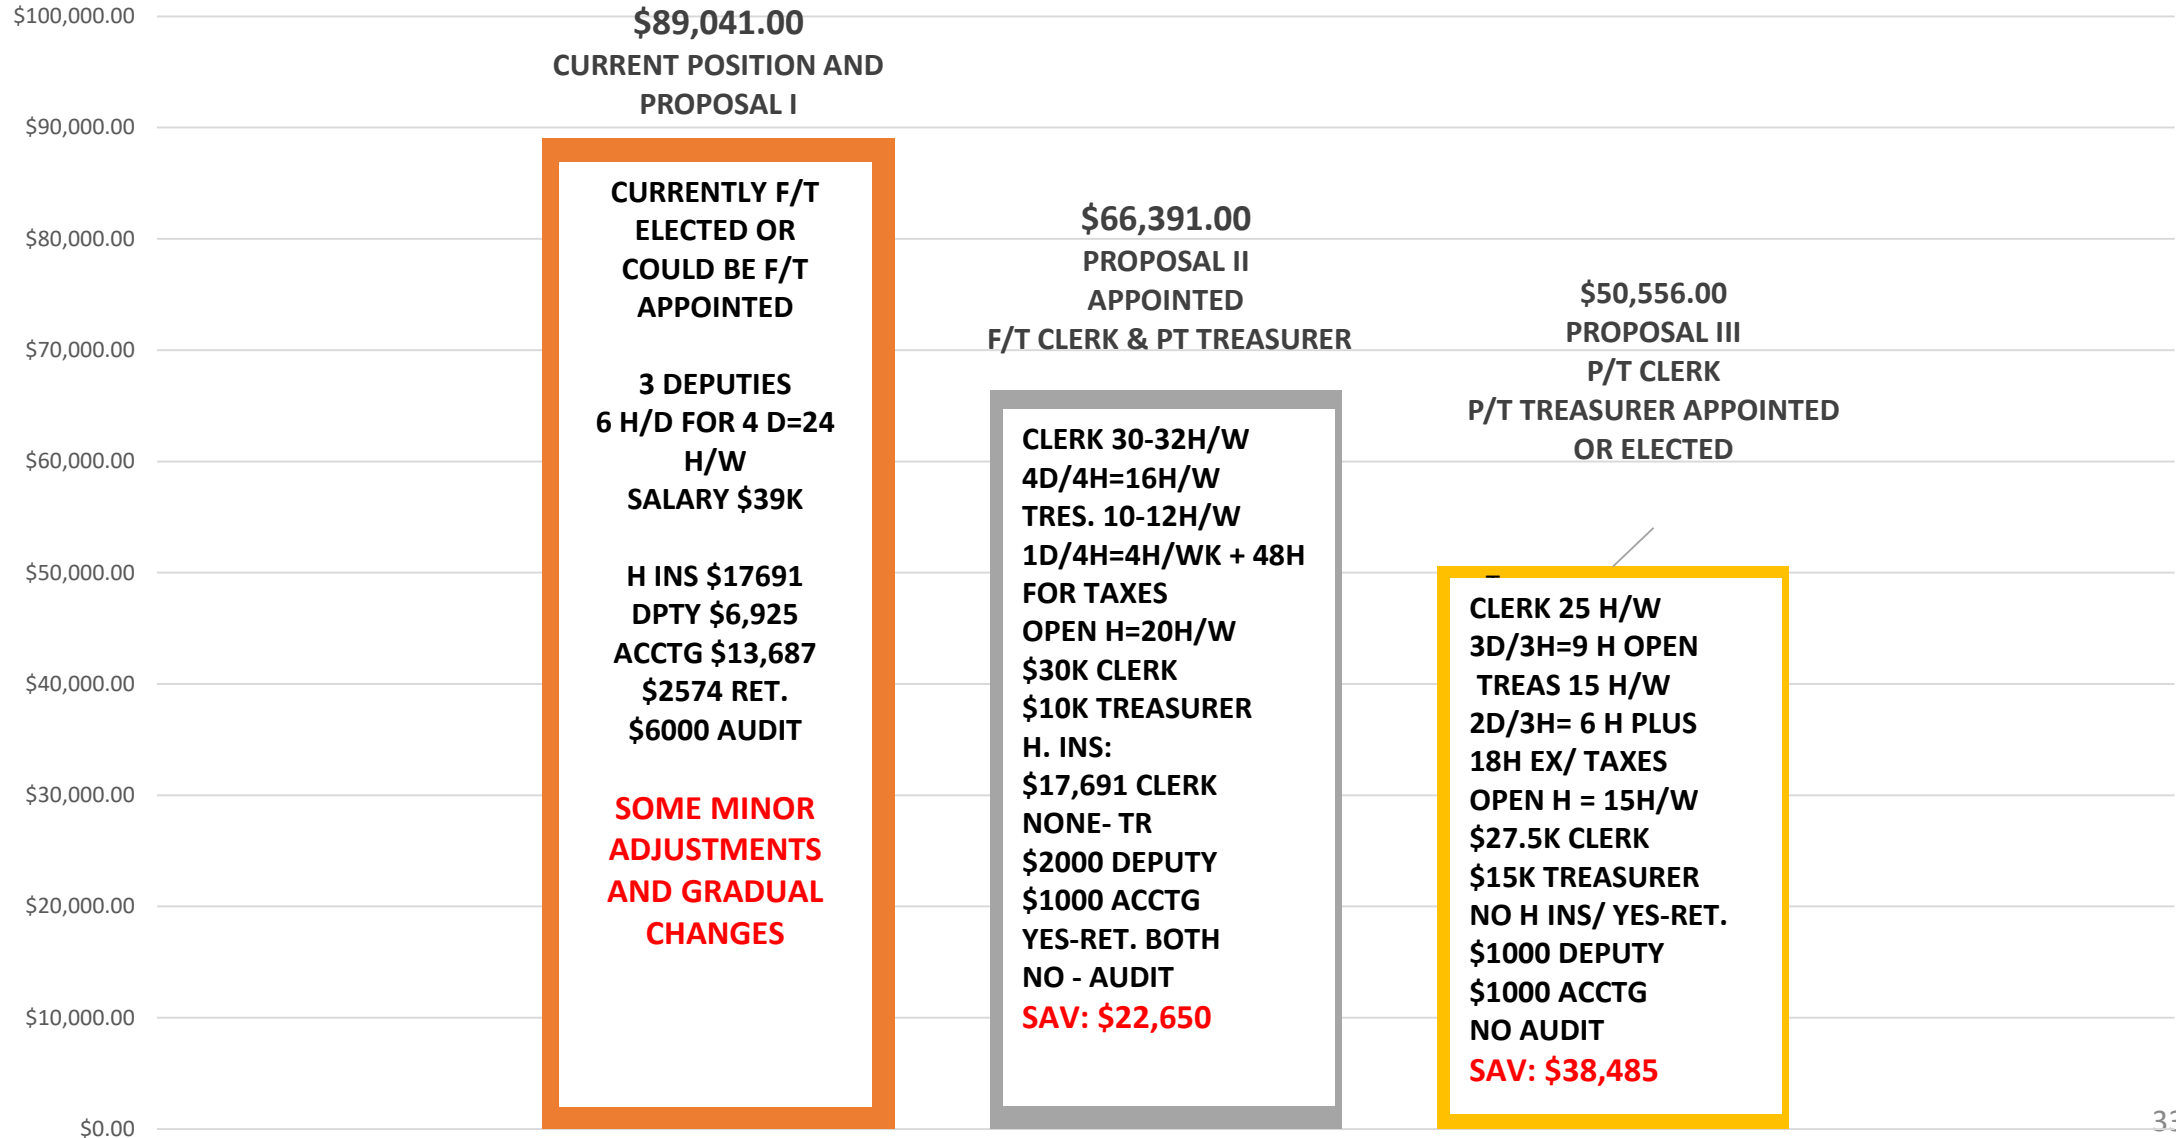 $100,000.00
$90,000.00
$80,000.00
$70,000.00
$60,000.00
$50,000.00
$40,000.00
$30,000.00
$20,000.00
$10,000.00
$0.00
$89,041.00
CURRENT POSITION AND
PROPOSAL I
CURRENTLY F/T
ELECTED OR
COULD BE F/T
APPOINTED
3 DEPUTIES
6 H/D FOR 4 D=24
H/W
SALARY $39K
H INS $17691
DPTY $6,925
ACCTG $13,687
$2574 RET.
$6000 AUDIT
SOME MINOR
ADJUSTMENTS
AND GRADUAL
CHANGES
$66,391.00
PROPOSAL II
APPOINTED
F/T CLERK & PT TREASURER
CLERK 30-32H/W
4D/4H=16H/W
TRES. 10-12H/W
1D/4H=4H/WK + 48H
FOR TAXES
OPEN H=20H/W
$30K CLERK
$10K TREASURER
H. INS:
$17,691 CLERK
NONE- TR
$2000 DEPUTY
$1000 ACCTG
YES-RET. BOTH
NO - AUDIT
SAV: $22,650
$50,556.00
PROPOSAL III
P/T CLERK
P/T TREASURER APPOINTED
OR ELECTED
CLERK 25 H/W
3D/3H=9 H OPEN
TREAS 15 H/W
2D/3H= 6 H PLUS
18H EX/ TAXES
OPEN H = 15H/W
$27.5K CLERK
$15K TREASURER
NO H INS/ YES-RET.
$1000 DEPUTY
$1000 ACCTG
NO AUDIT
SAV: $38,485
33